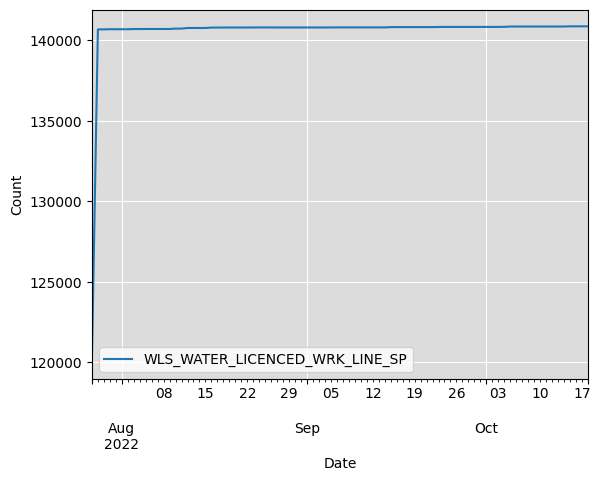 140000
135000
130000
125000
120000
Count
WLS_WATER_LICENCED_WRK_LINE_SP
08 15 22 29 05 12 19 26 03 10 17
Aug Sep Oct
2022
Date